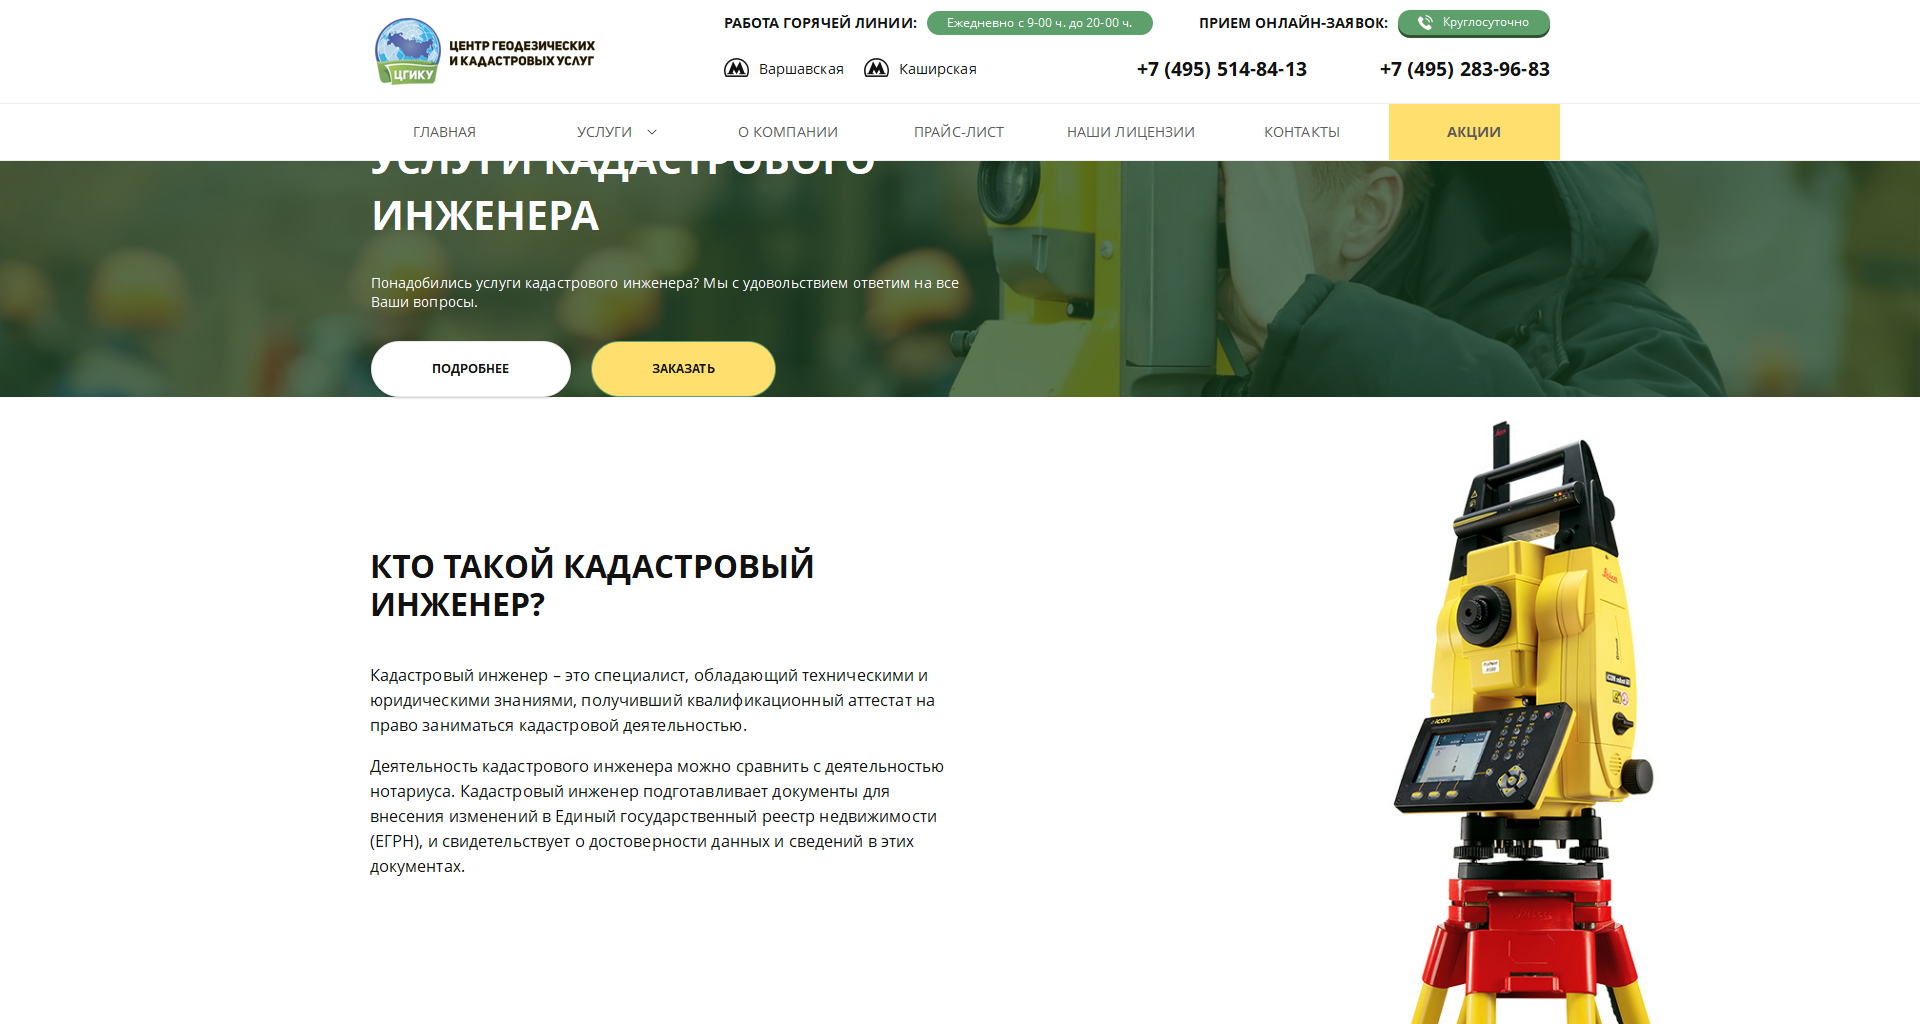 ЦГИКУ
ЦЕНТР ГЕОДЕЗИЧЕСКИХ
И КАДАСТРОВЫХ УСЛУГ
РАБОТА ГОРЯЧЕЙ ЛИНИИ: Ежедневно с 9-00 ч. до 20-00 ч.
ПРИЕМ ОНЛАЙН-ЗАЯВОК: Круглосуточно
Варшавская Каширская
+7 (495) 514-84-13 +7 (495) 283-96-83
ГЛАВНАЯ УСЛУГИ О КОМПАНИИ ПРАЙС-ЛИСТ НАШИ ЛИЦЕНЗИИ КОНТАКТЫ АКЦИИ
УСЛУГИ КАДАСТРОВОГО
ИНЖЕНЕРА
Понадобились услуги кадастрового инженера? Мы с удовольствием ответим на все
Ваши вопросы.
ПОДРОБНЕЕ ЗАКАЗАТЬ
КТО ТАКОЙ КАДАСТРОВЫЙ
ИНЖЕНЕР?
Кадастровый инженер – это специалист, обладающий техническими и
юридическими знаниями, получивший квалификационный аттестат на
право заниматься кадастровой деятельностью.
Деятельность кадастрового инженера можно сравнить с деятельностью
нотариуса. Кадастровый инженер подготавливает документы для
внесения изменений в Единый государственный реестр недвижимости
(ЕГРН), и свидетельствует о достоверности данных и сведений в этих
документах.
Leica
iCON